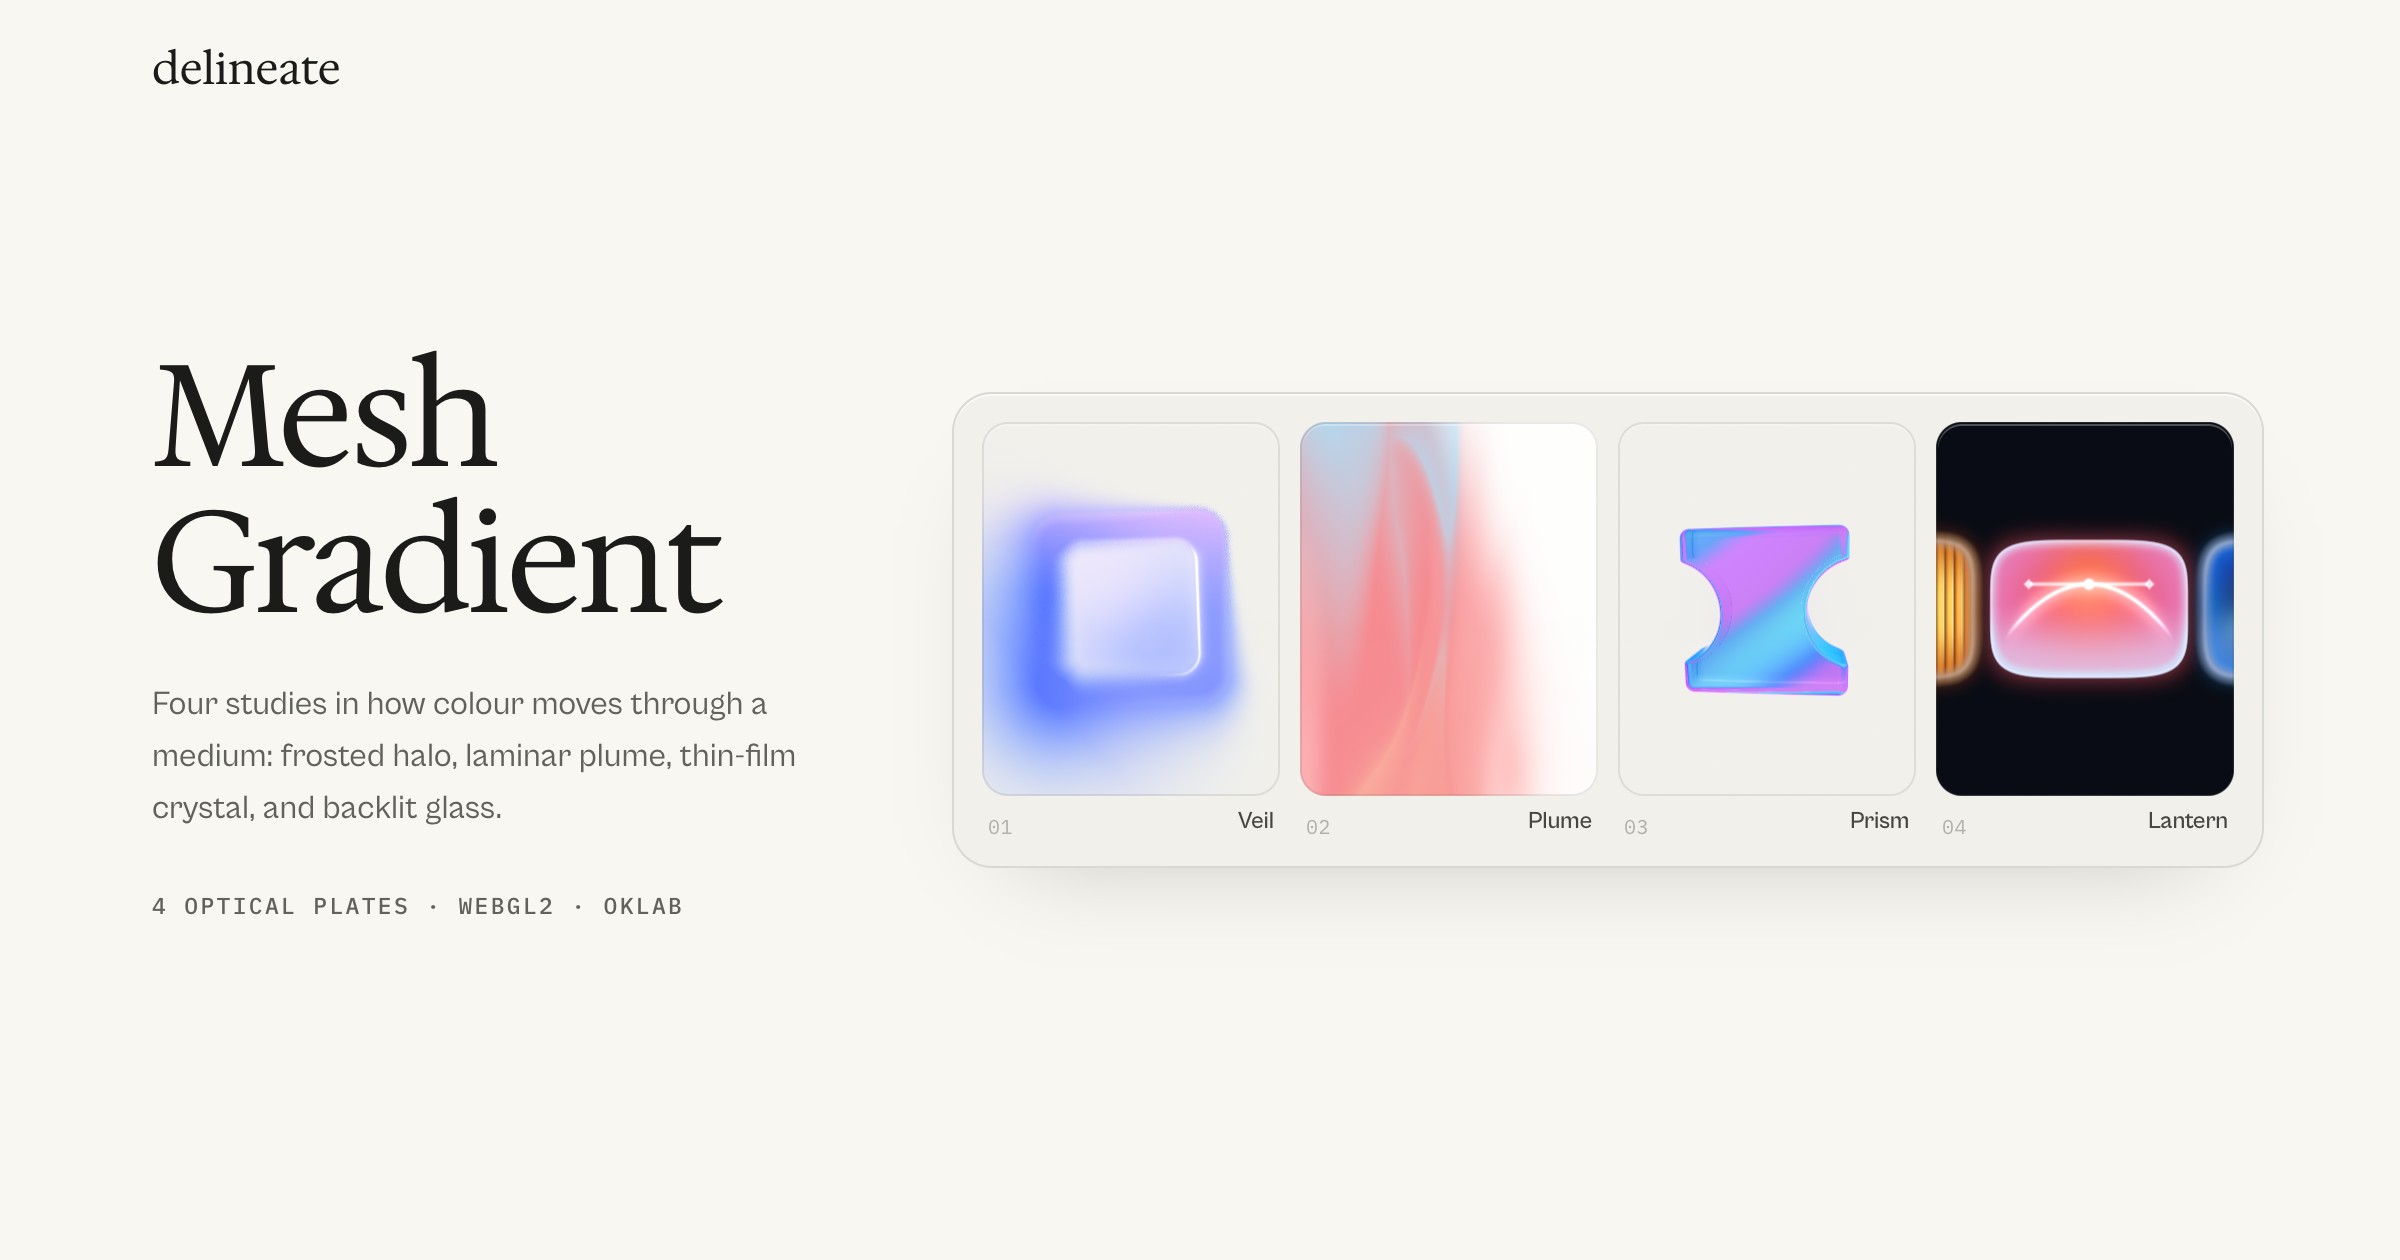 delineate
Mesh
Gradient
Four studies in how colour moves through a
medium: frosted halo, laminar plume, thin-film
crystal, and backlit glass.
4 OPTICAL PLATES · WEBGL2 · OKLAB
01 Veil
02 Plume
03 Prism
04 Lantern